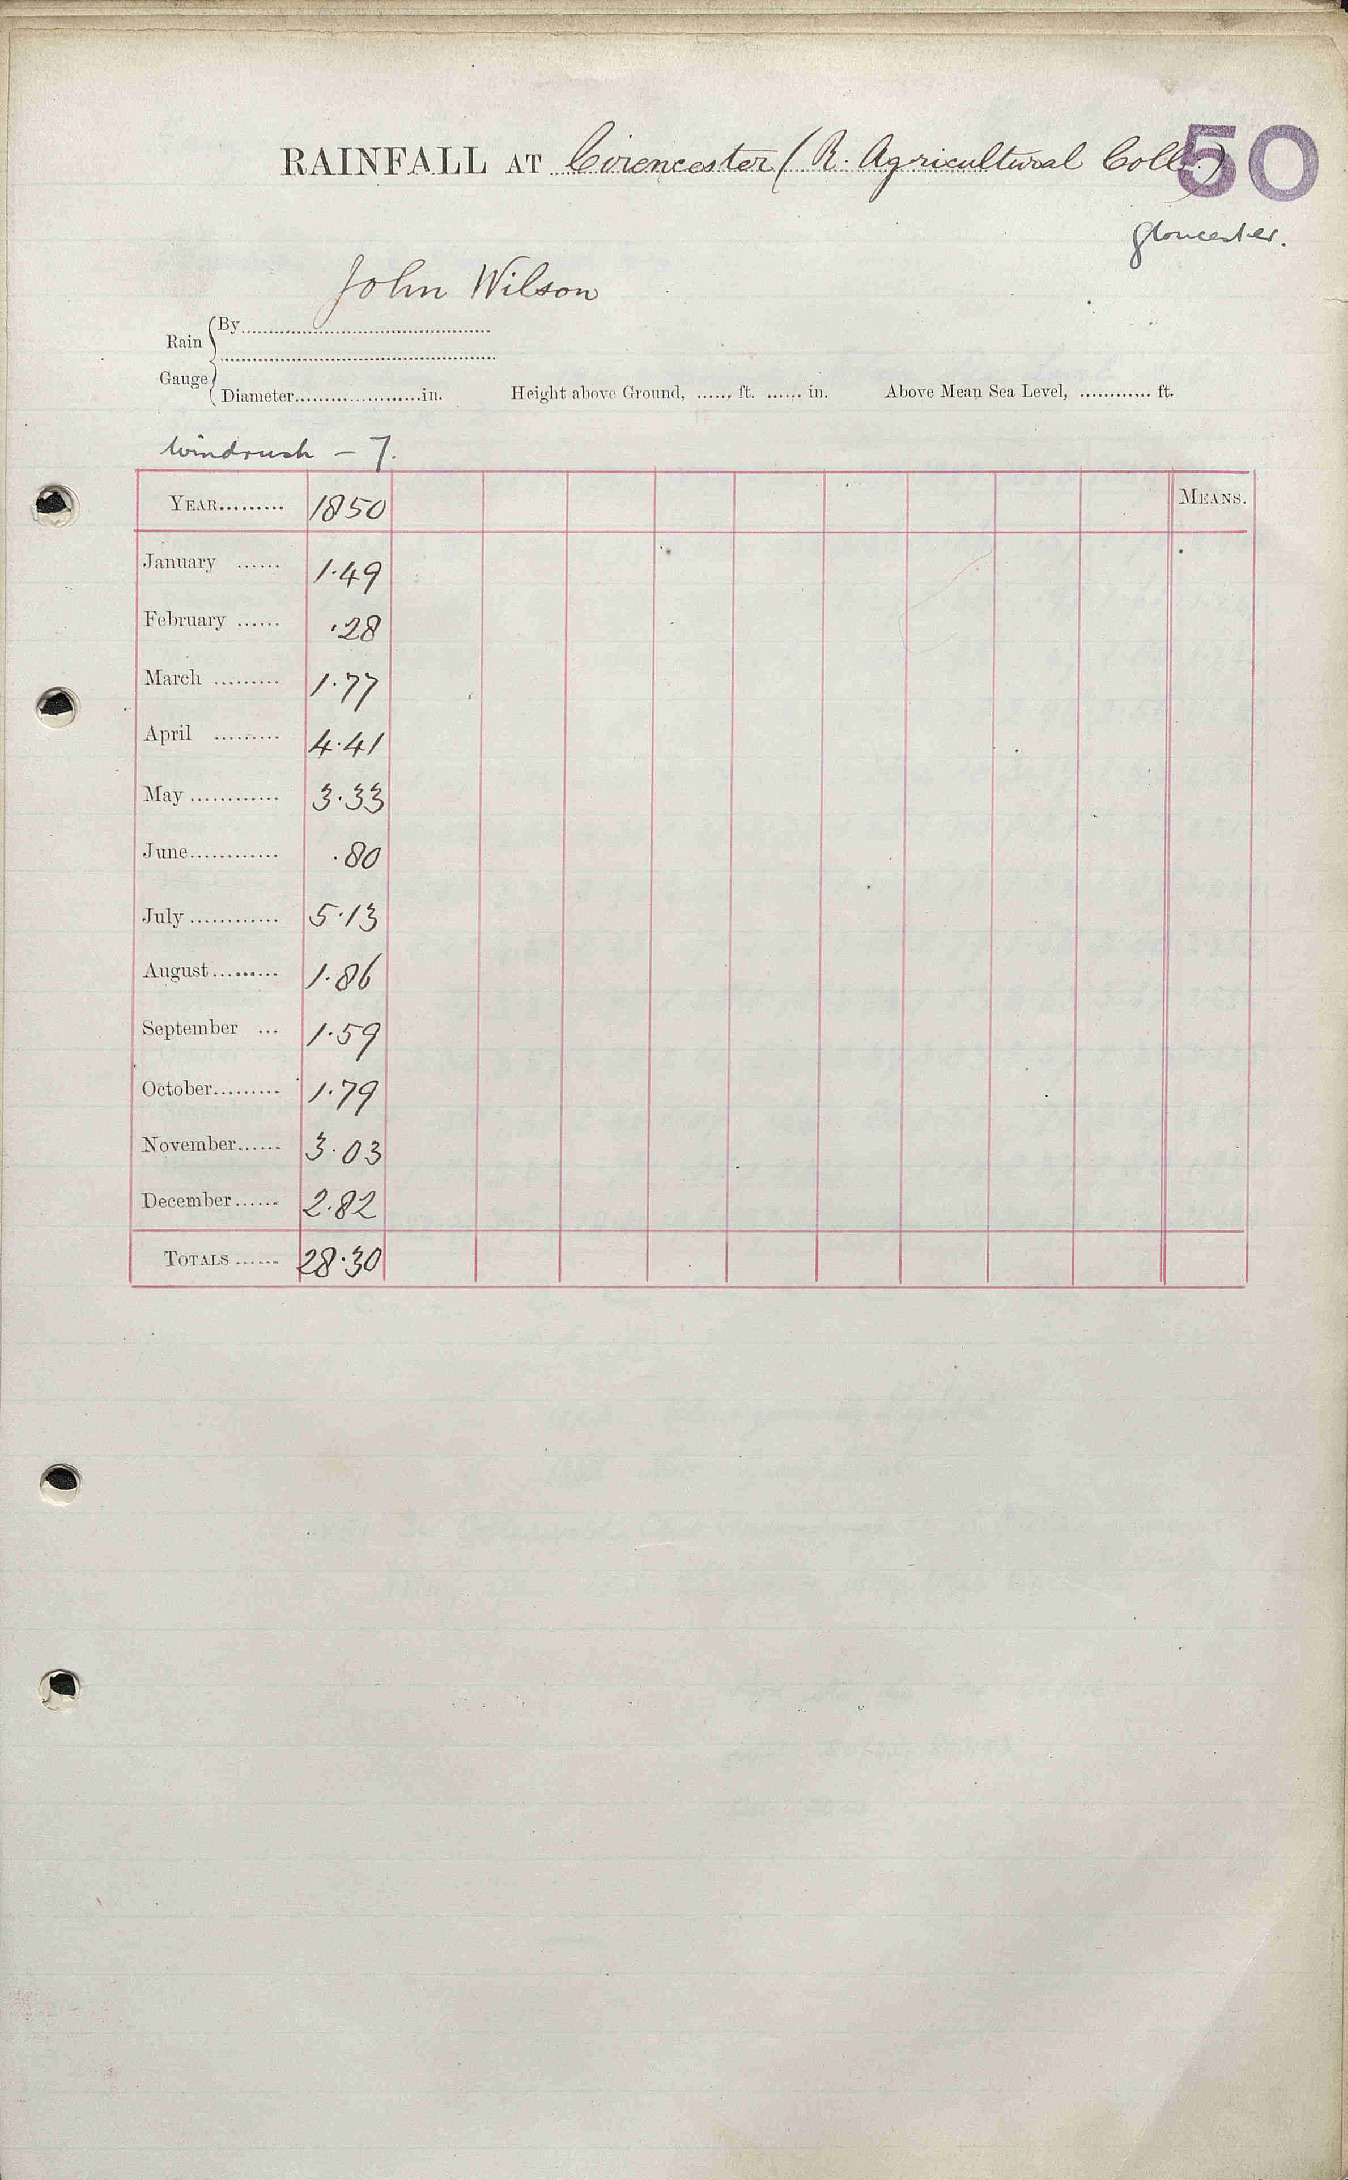 RAINFALL AT Cirencester (R. Agricultural Coll.) 50
Gloucester.
John Wilson
Rain Gauge { By..........
Diameter..........in. Height above Ground, ...... ft. ...... in. Above Mean Sea Level, ............ ft.
Windrush – 7.
YEAR......... 1850 MEANS.
January ...... 1.49
February ...... .28
March ......... 1.77
April ......... 4.41
May ............ 3.33
June............ .80
July ............ 5.13
August......... 1.86
September ... 1.59
October......... 1.79
November...... 3.03
December...... 2.82
TOTALS ...... 28.30